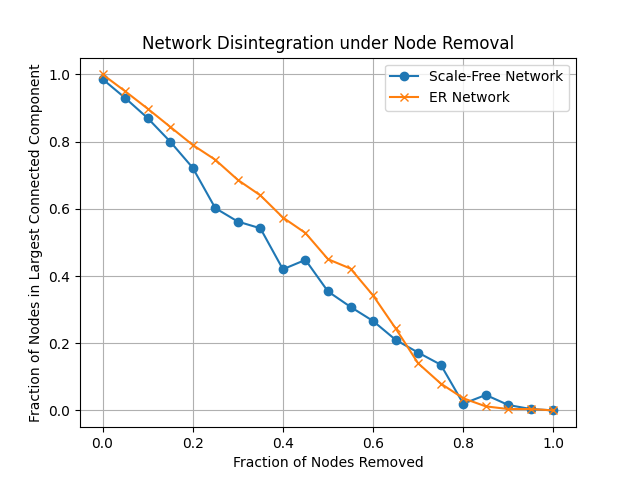 Network Disintegration under Node Removal
Scale-Free Network
ER Network
Fraction of Nodes in Largest Connected Component
1.0
0.8
0.6
0.4
0.2
0.0
0.0 0.2 0.4 0.6 0.8 1.0
Fraction of Nodes Removed